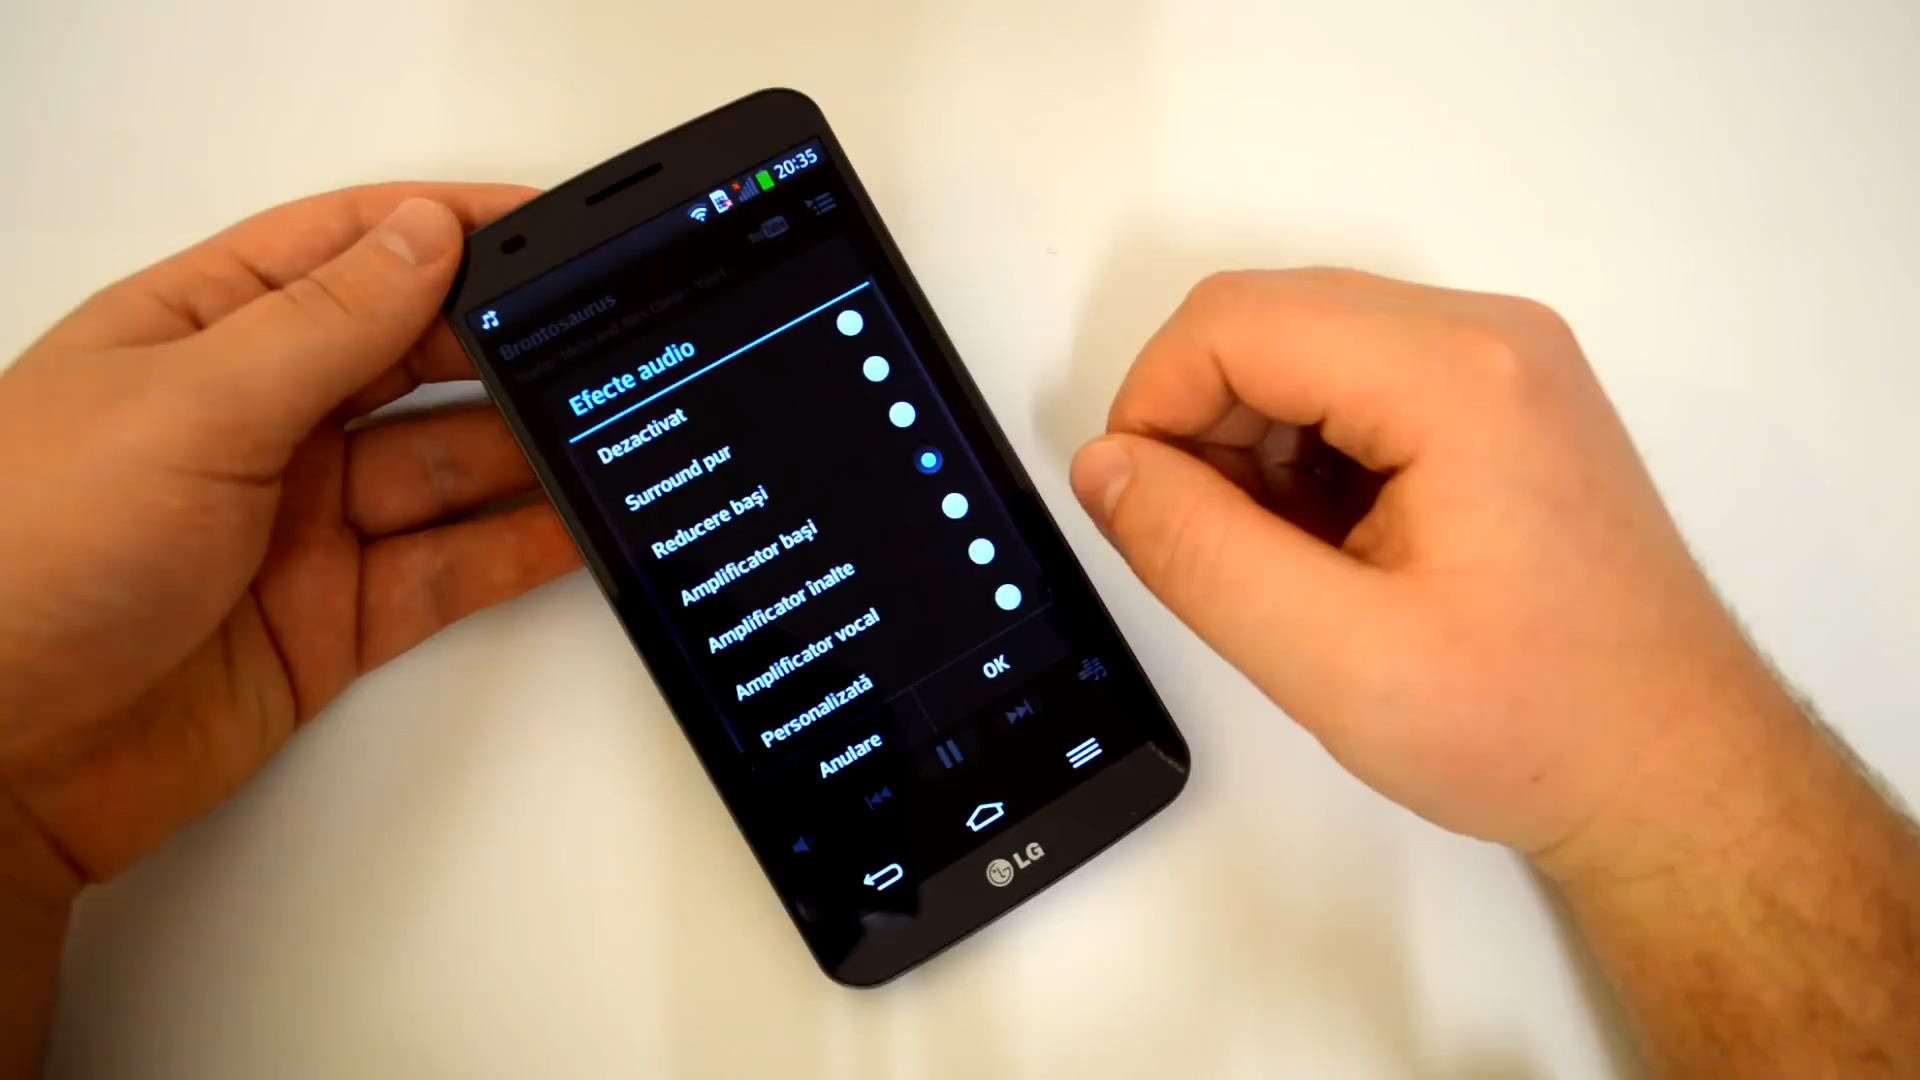 20:35
Brontosaurus
Efecte audio
Dezactivat
Surround pur
Reducere bași
Amplificator bași
Amplificator înalte
Amplificator vocal
Personalizată
Anulare
OK
LG